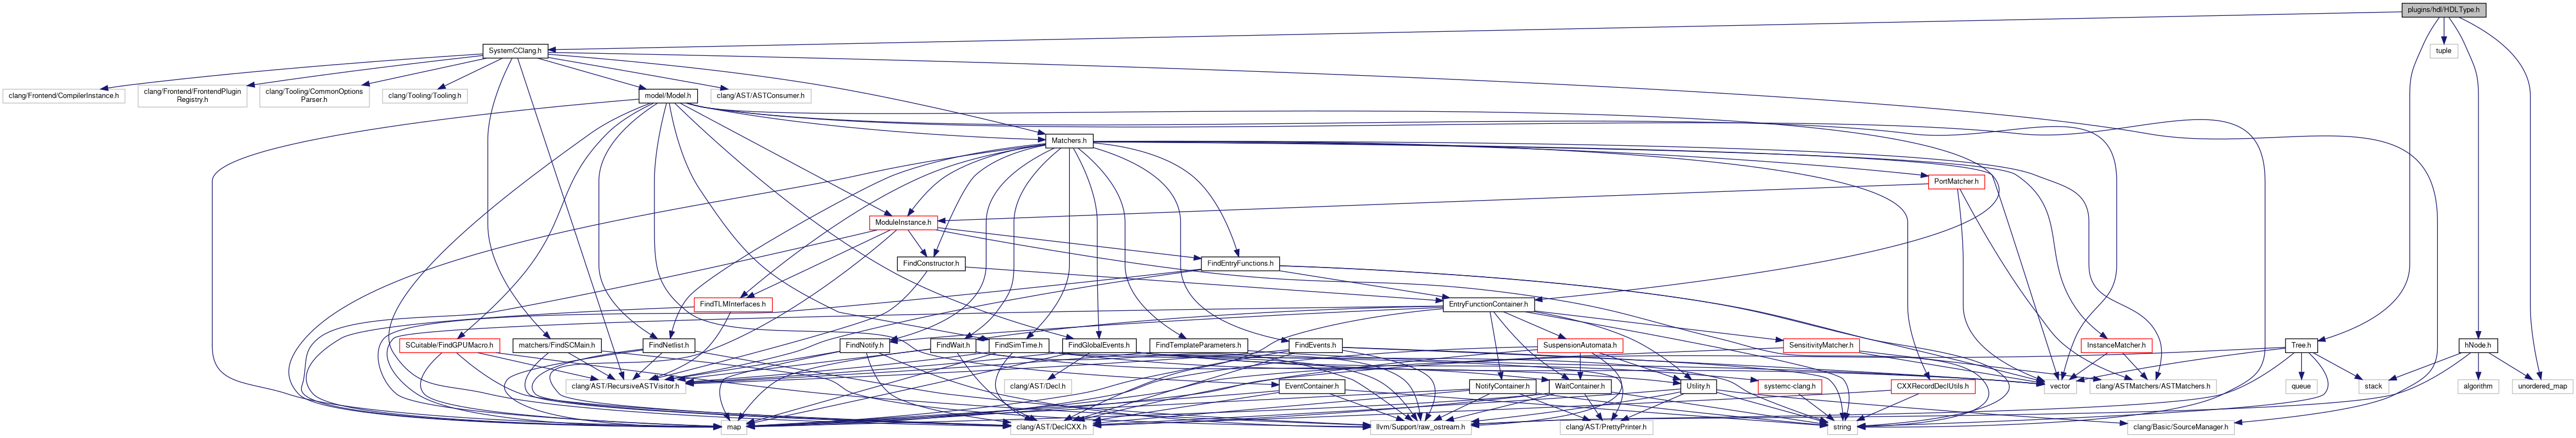 plugins/hdl/HDLType.h
SystemCClang.h
tuple
clang/Frontend/CompilerInstance.h
clang/Frontend/FrontendPlugin
Registry.h
clang/Tooling/CommonOptions
Parser.h
clang/Tooling/Tooling.h
model/Model.h
clang/AST/ASTConsumer.h
Matchers.h
PortMatcher.h
ModuleInstance.h
FindConstructor.h
FindEntryFunctions.h
FindTLMInterfaces.h
EntryFunctionContainer.h
SCuitable/FindGPUMacro.h
matchers/FindSCMain.h
FindNetlist.h
FindNotify.h
FindWait.h
FindSimTime.h
FindGlobalEvents.h
FindTemplateParameters.h
FindEvents.h
SuspensionAutomata.h
SensitivityMatcher.h
InstanceMatcher.h
Tree.h
hNode.h
clang/AST/RecursiveASTVisitor.h
clang/AST/Decl.h
EventContainer.h
NotifyContainer.h
WaitContainer.h
Utility.h
systemc-clang.h
CXXRecordDeclUtils.h
vector
clang/ASTMatchers/ASTMatchers.h
queue
stack
algorithm
unordered_map
map
clang/AST/DeclCXX.h
llvm/Support/raw_ostream.h
clang/AST/PrettyPrinter.h
string
clang/Basic/SourceManager.h